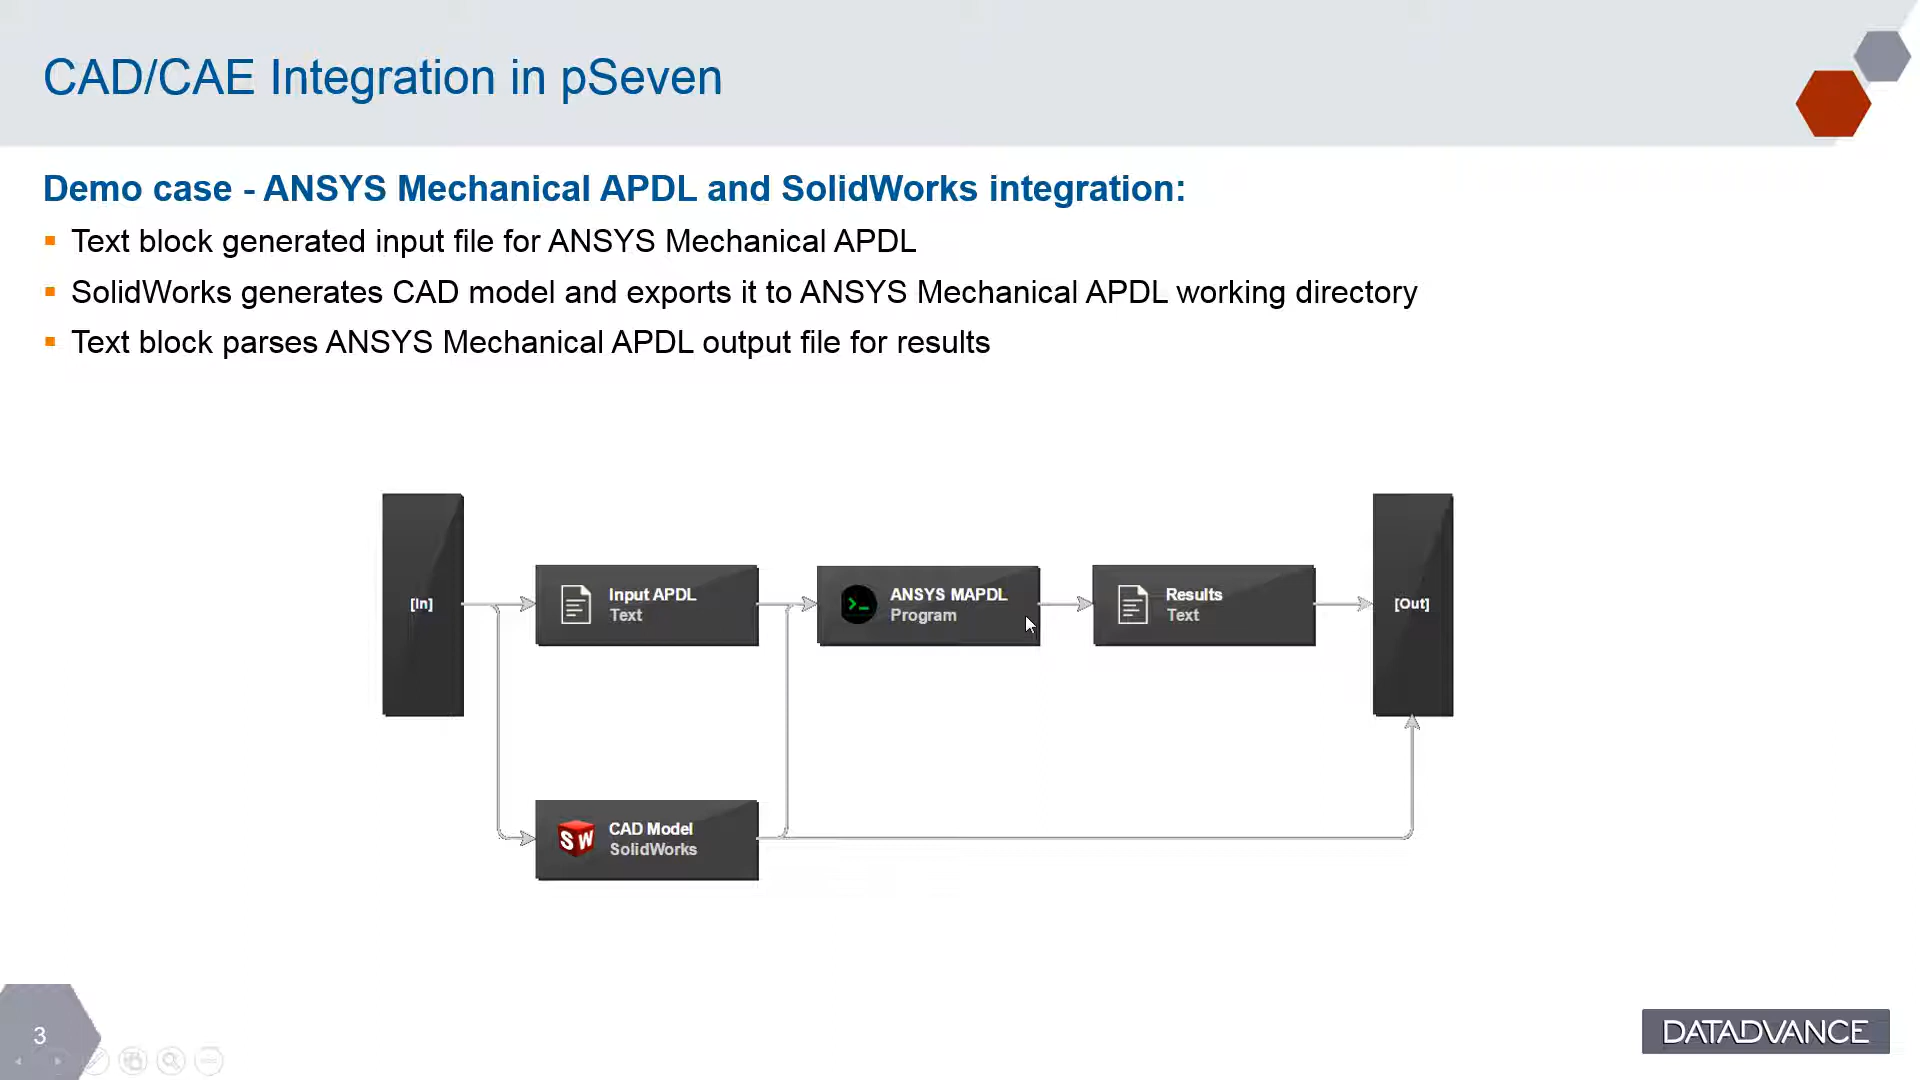 CAD/CAE Integration in pSeven
Demo case - ANSYS Mechanical APDL and SolidWorks integration:
Text block generated input file for ANSYS Mechanical APDL
SolidWorks generates CAD model and exports it to ANSYS Mechanical APDL working directory
Text block parses ANSYS Mechanical APDL output file for results
[In]
Input APDL
Text
ANSYS MAPDL
Program
Results
Text
[Out]
SW
CAD Model
SolidWorks
3
DATADVANCE